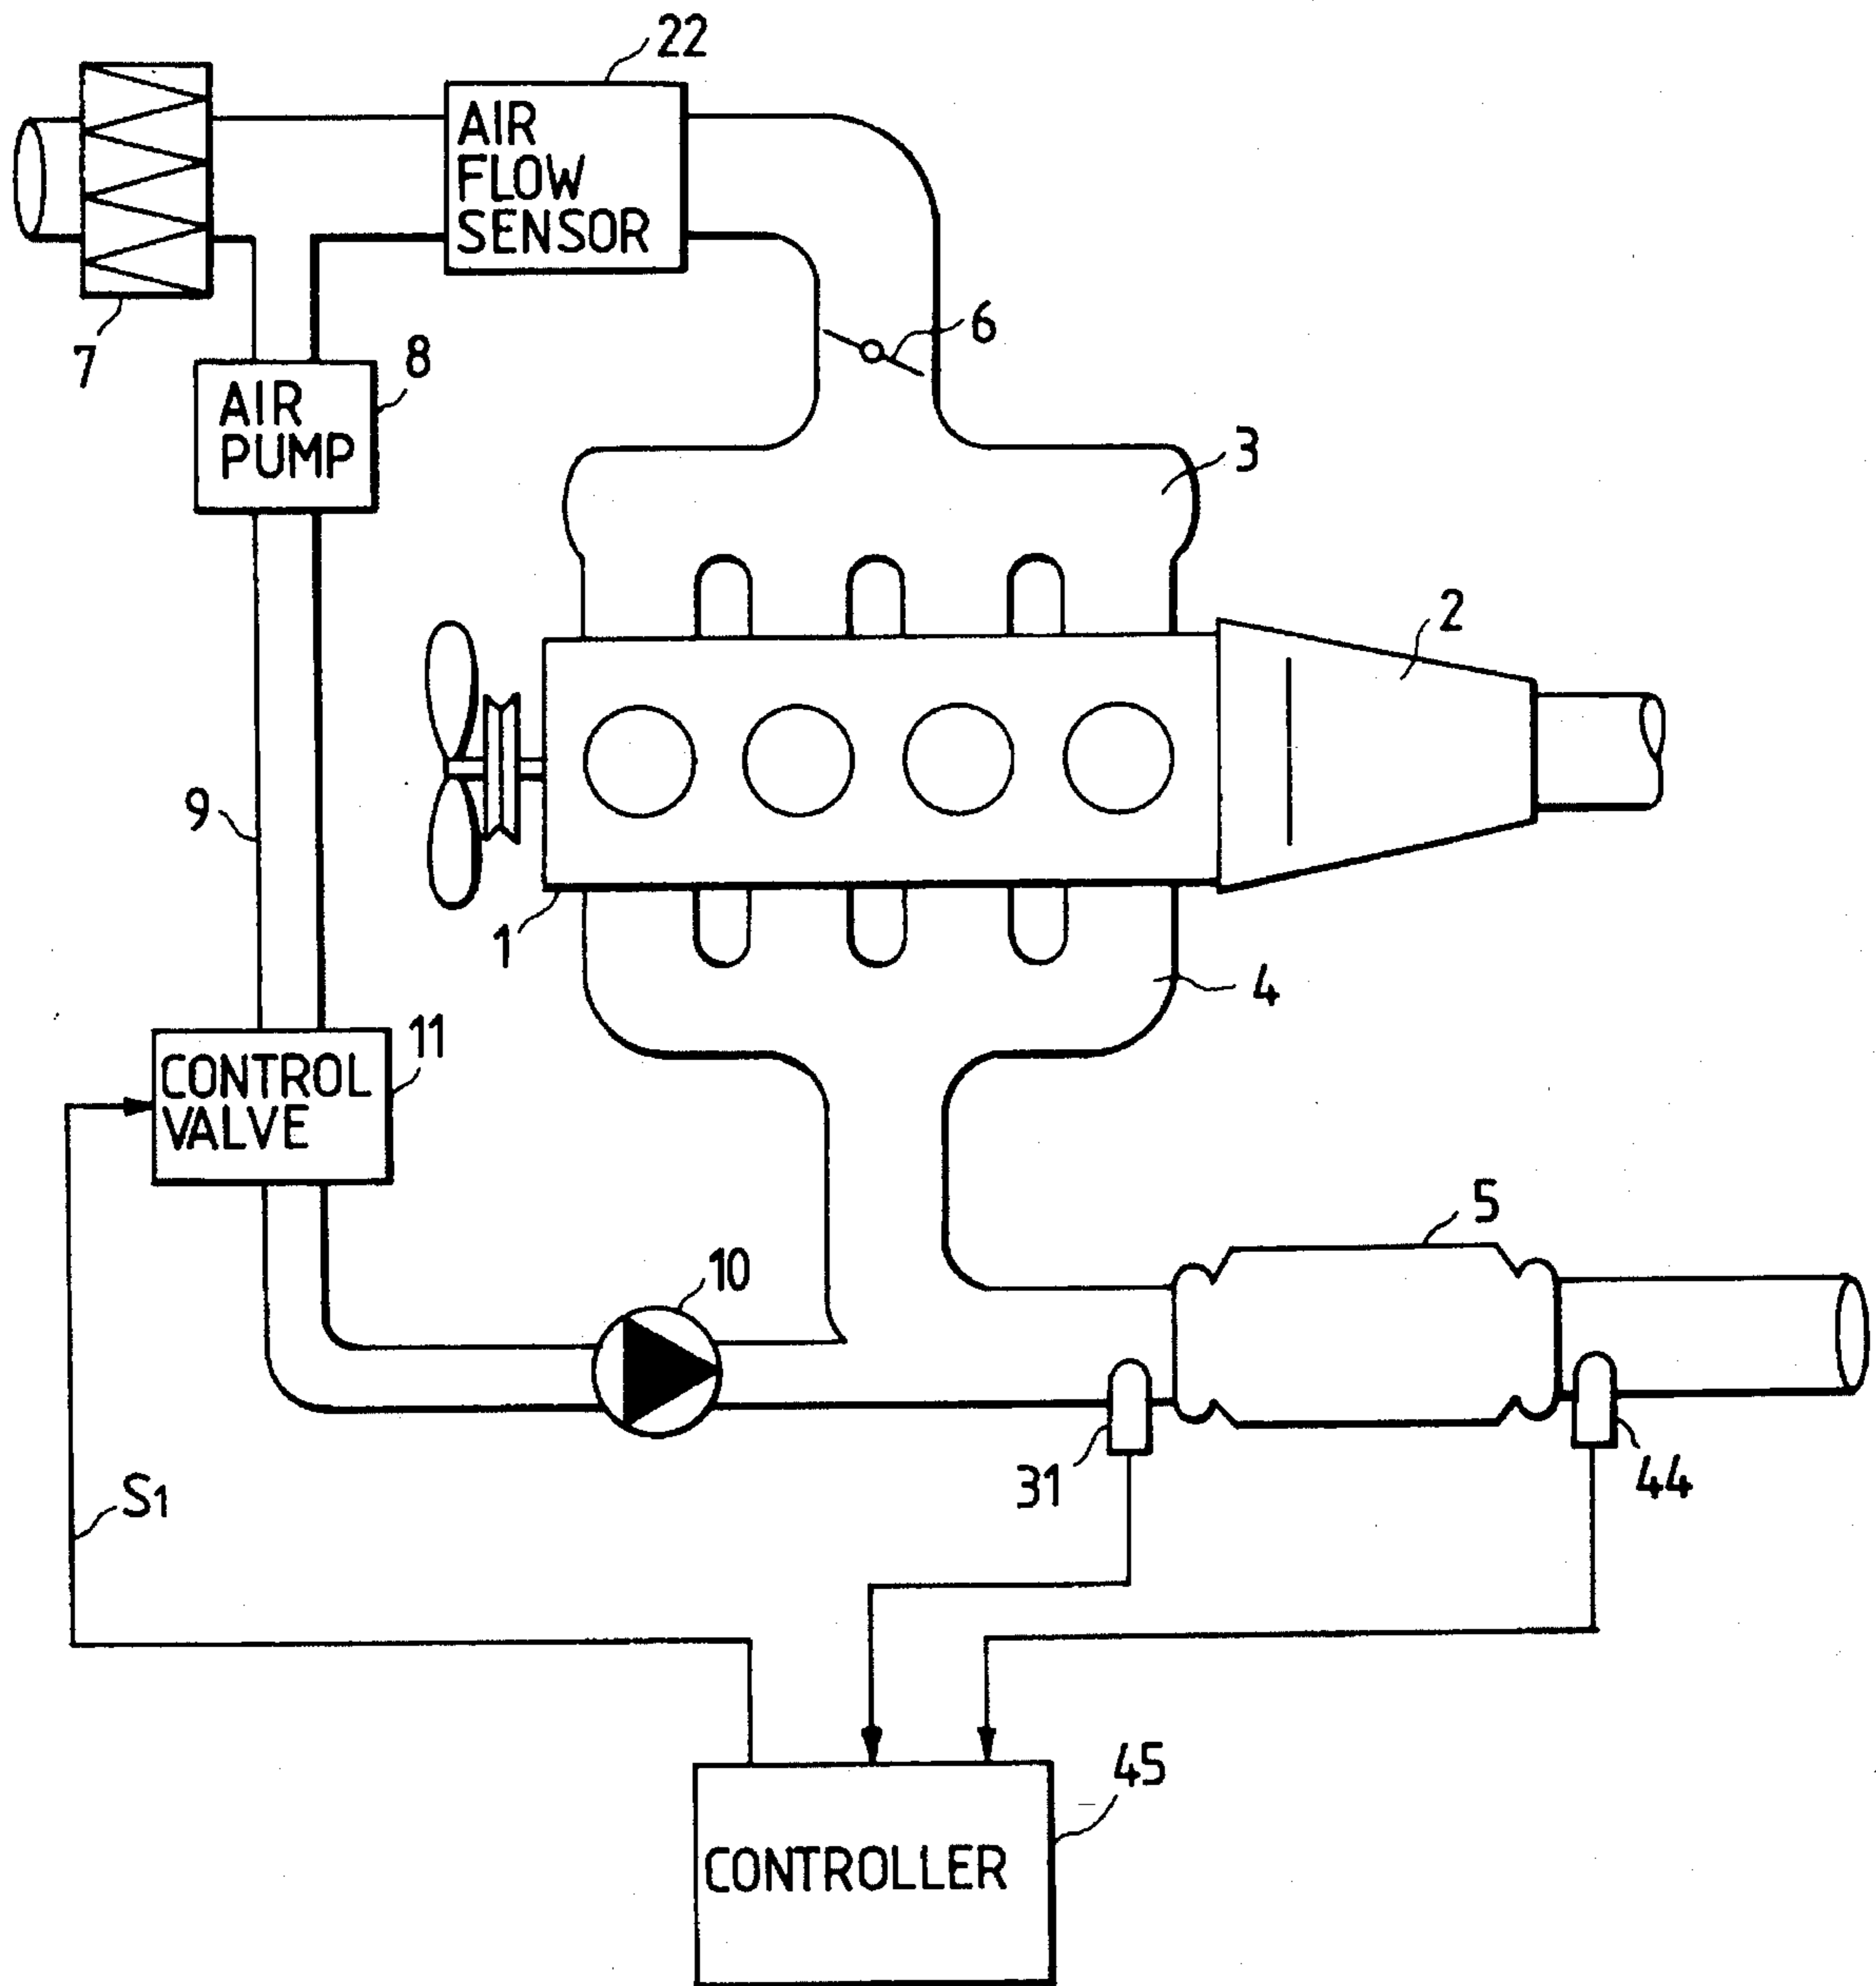 22
AIR
FLOW
SENSOR
6
7
8
AIR
PUMP
3
2
9
1
4
11
CONTROL
VALVE
5
10
31
44
S1
45
CONTROLLER